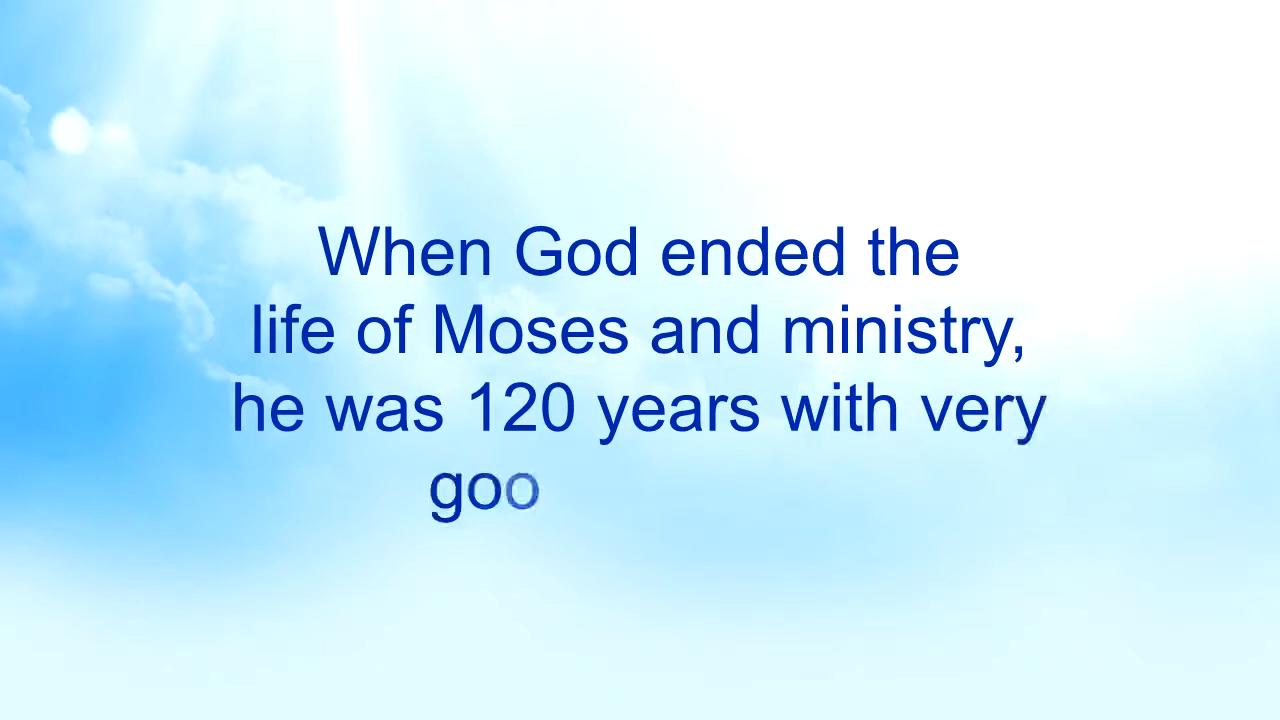 When God ended the
life of Moses and ministry,
he was 120 years with very
goo